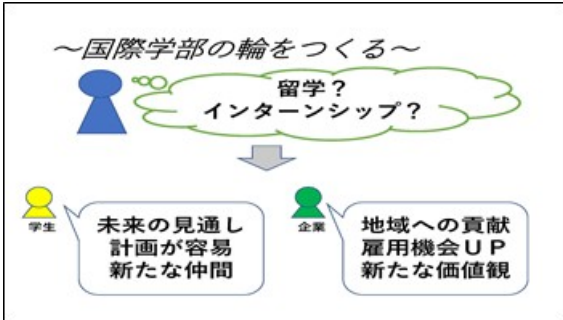 ～国際学部の輪をつくる～
留学？
インターンシップ？
学生
未来の見通し
計画が容易
新たな仲間
企業
地域への貢献
雇用機会ＵＰ
新たな価値観